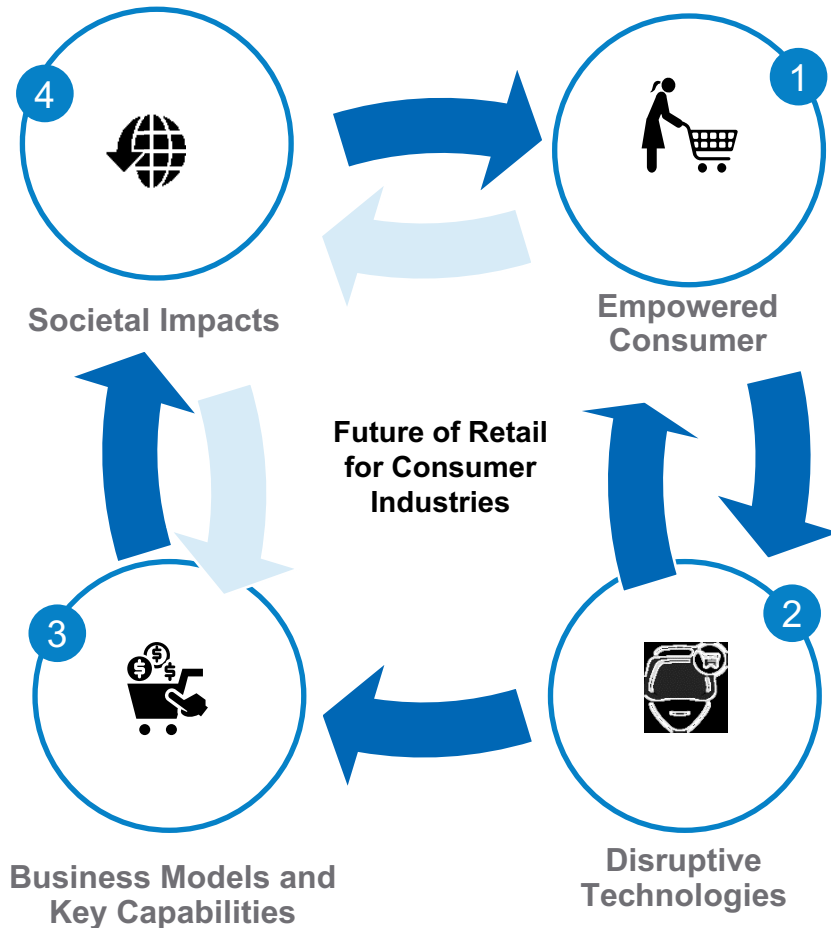 4
1
Societal Impacts
Empowered
Consumer
Future of Retail
for Consumer
Industries
3
2
Business Models and
Key Capabilities
Disruptive
Technologies